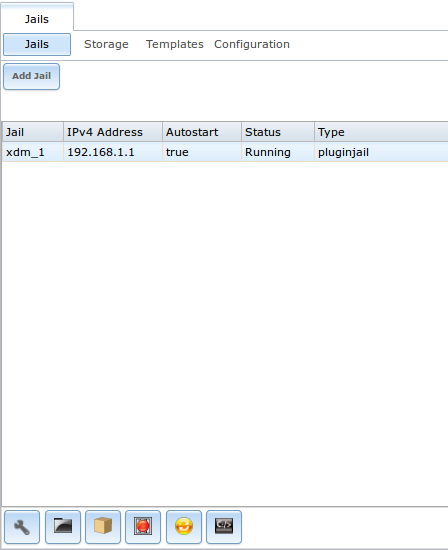 Jails
Jails Storage Templates Configuration
Add Jail
Jail IPv4 Address Autostart Status Type
xdm_1 192.168.1.1 true Running pluginjail